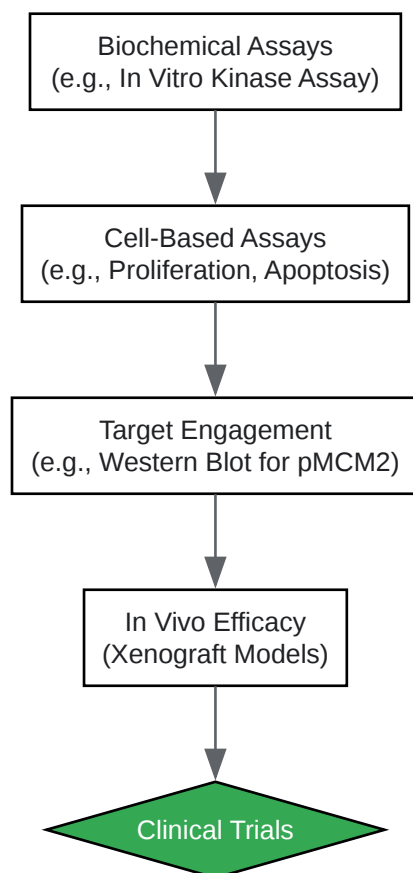 Biochemical Assays
(e.g., In Vitro Kinase Assay)
Cell-Based Assays
(e.g., Proliferation, Apoptosis)
Target Engagement
(e.g., Western Blot for pMCM2)
In Vivo Efficacy
(Xenograft Models)
Clinical Trials